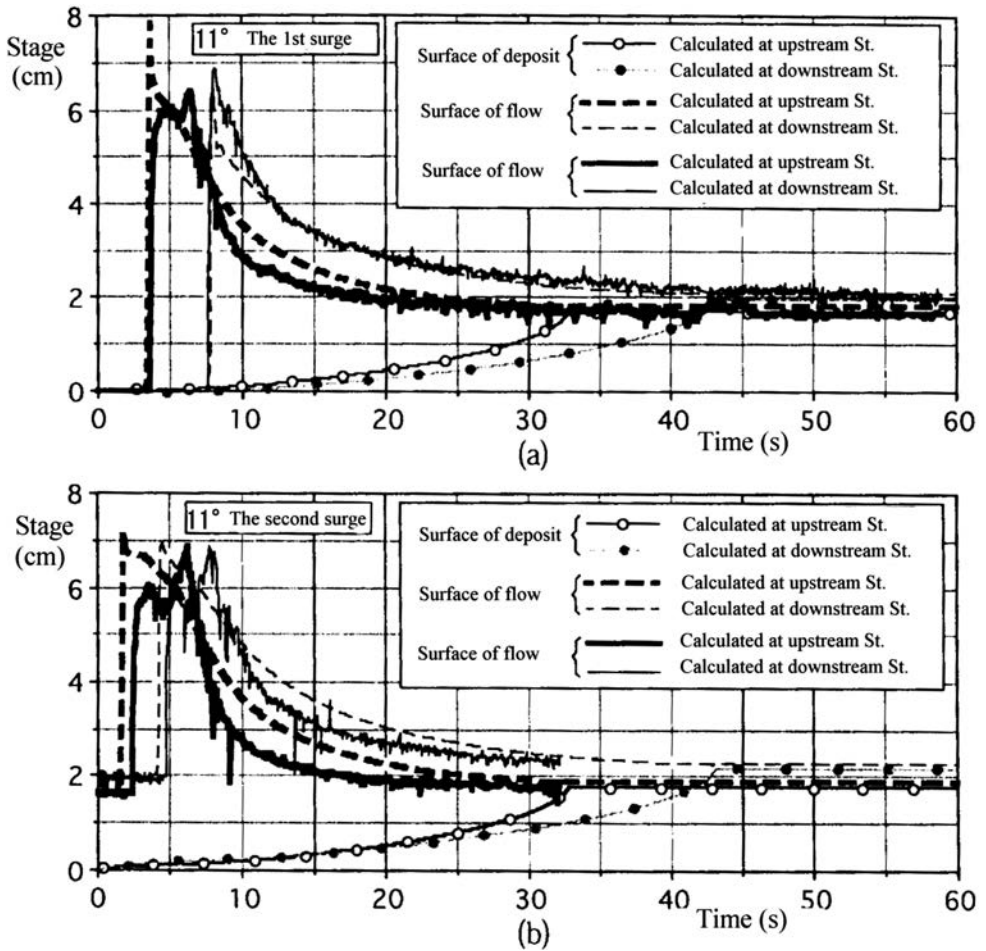 Stage
(cm)
8
6
4
2
0
11° The 1st surge
Surface of deposit
Calculated at upstream St.
Calculated at downstream St.
Surface of flow
Calculated at upstream St.
Calculated at downstream St.
Surface of flow
Calculated at upstream St.
Calculated at downstream St.
0 10 20 30 40 50 60
Time (s)
(a)
Stage
(cm)
8
6
4
2
0
11° The second surge
Surface of deposit
Calculated at upstream St.
Calculated at downstream St.
Surface of flow
Calculated at upstream St.
Calculated at downstream St.
Surface of flow
Calculated at upstream St.
Calculated at downstream St.
0 10 20 30 40 50 60
Time (s)
(b)